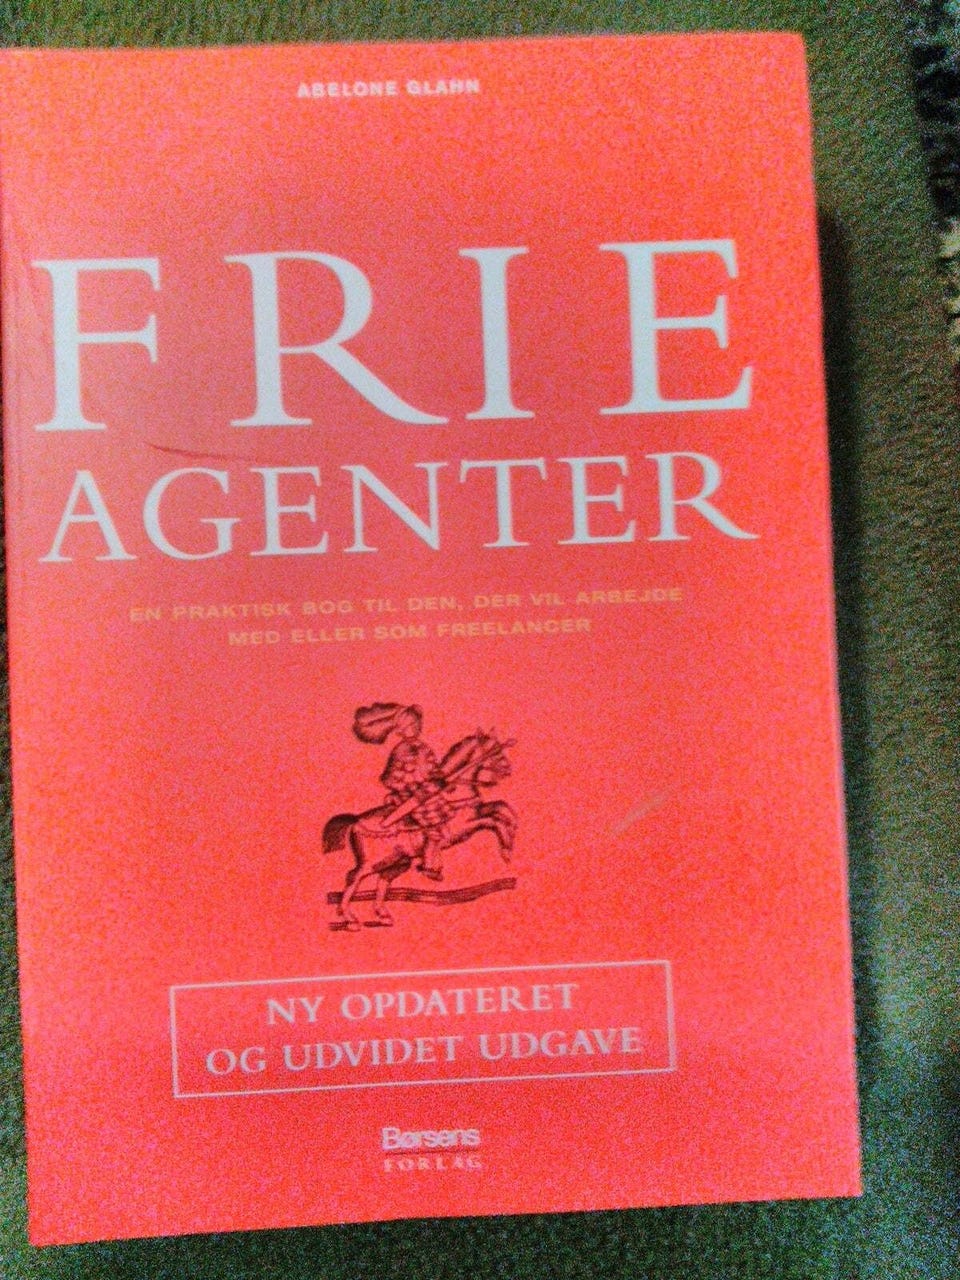 ABELONE GLAHN
FRIE
AGENTER
EN PRAKTISK BOG TIL DEN, DER VIL ARBEJDE
MED ELLER SOM FREELANCER
NY OPDATERET
OG UDVIDET UDGAVE
Børsens
FORLAG